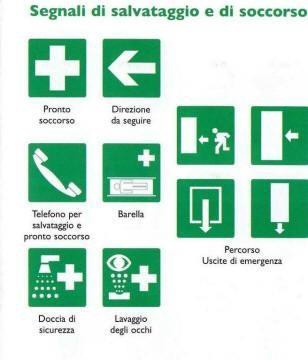 Segnali di salvataggio e di soccorso
Pronto
soccorso
Direzione
da seguire
Telefono per
salvataggio e
pronto soccorso
Barella
Percorso
Uscite di emergenza
Doccia di
sicurezza
Lavaggio
degli occhi